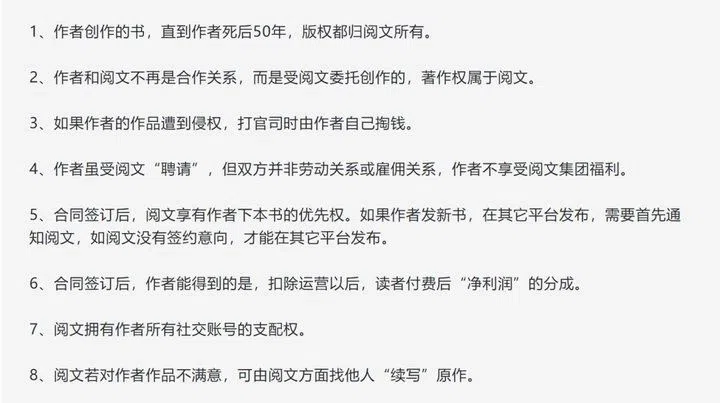 1、作者创作的书，直到作者死后50年，版权都归阅文所有。
2、作者和阅文不再是合作关系，而是受阅文委托创作的，著作权属于阅文。
3、如果作者的作品遭到侵权，打官司时由作者自己掏钱。
4、作者虽受阅文“聘请”，但双方并非劳动关系或雇佣关系，作者不享受阅文集团福利。
5、合同签订后，阅文享有作者下本书的优先权。如果作者发新书，在其它平台发布，需要首先通
知阅文，如阅文没有签约意向，才能在其它平台发布。
6、合同签订后，作者能得到的是，扣除运营以后，读者付费后“净利润”的分成。
7、阅文拥有作者所有社交账号的支配权。
8、阅文若对作者作品不满意，可由阅文方面找他人“续写”原作。